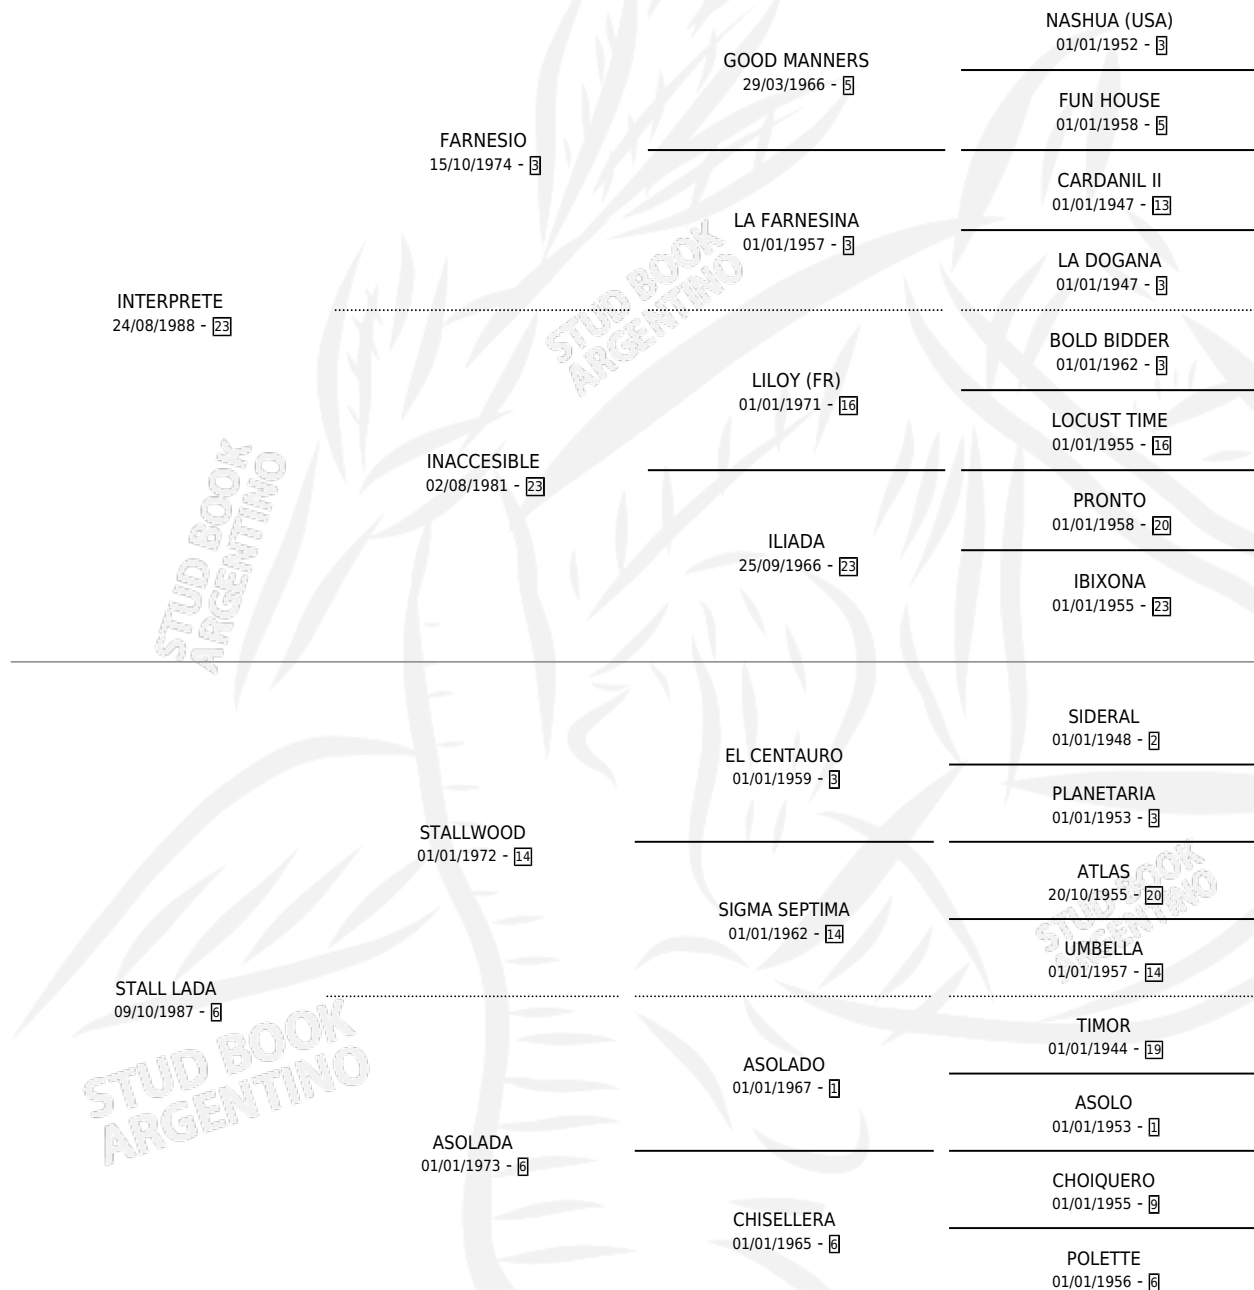 NASHUA (USA)
01/01/1952 - 3
GOOD MANNERS
29/03/1966 - 5
FUN HOUSE
01/01/1958 - 5
FARNESIO
15/10/1974 - 3
CARDANIL II
01/01/1947 - 13
LA FARNESINA
01/01/1957 - 3
LA DOGANA
01/01/1947 - 3
INTERPRETE
24/08/1988 - 23
BOLD BIDDER
01/01/1962 - 3
LILOY (FR)
01/01/1971 - 16
LOCUST TIME
01/01/1955 - 16
INACCESIBLE
02/08/1981 - 23
PRONTO
01/01/1958 - 20
ILIADA
25/09/1966 - 23
IBIXONA
01/01/1955 - 23
SIDERAL
01/01/1948 - 2
EL CENTAURO
01/01/1959 - 3
PLANETARIA
01/01/1953 - 3
STALLWOOD
01/01/1972 - 14
ATLAS
20/10/1955 - 20
SIGMA SEPTIMA
01/01/1962 - 14
UMBELLA
01/01/1957 - 14
STALL LADA
09/10/1987 - 6
TIMOR
01/01/1944 - 19
ASOLADO
01/01/1967 - 1
ASOLO
01/01/1953 - 1
ASOLADA
01/01/1973 - 6
CHOIQUERO
01/01/1955 - 9
CHISELLERA
01/01/1965 - 6
POLETTE
01/01/1956 - 6
STUD BOOK
ARGENTINO
STUD BOOK
ARGENTINO
STUD BOOK
ARGENTINO
STUD BOOK
ARGENTINO